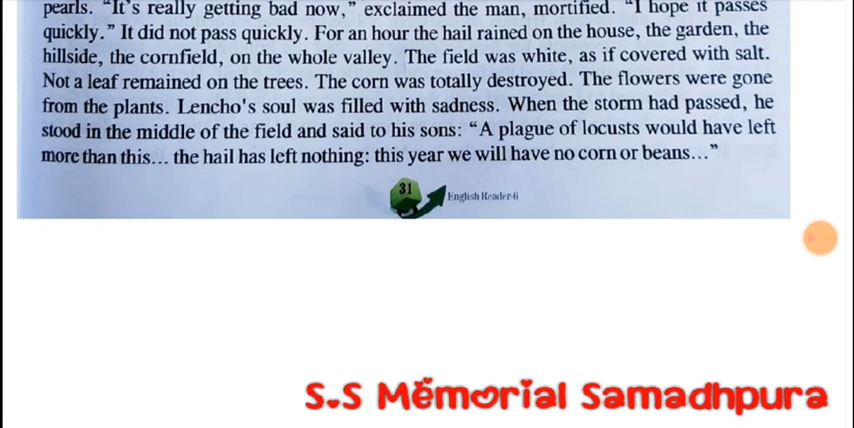 pearls. "It's really getting bad now," exclaimed the man, mortified. "I hope it passes
quickly." It did not pass quickly. For an hour the hail rained on the house, the garden, the
hillside, the cornfield, on the whole valley. The field was white, as if covered with salt.
Not a leaf remained on the trees. The corn was totally destroyed. The flowers were gone
from the plants. Lencho's soul was filled with sadness. When the storm had passed, he
stood in the middle of the field and said to his sons: "A plague of locusts would have left
more than this... the hail has left nothing: this year we will have no corn or beans..."
31
English Reader-6
S.S Memorial Samadhpura